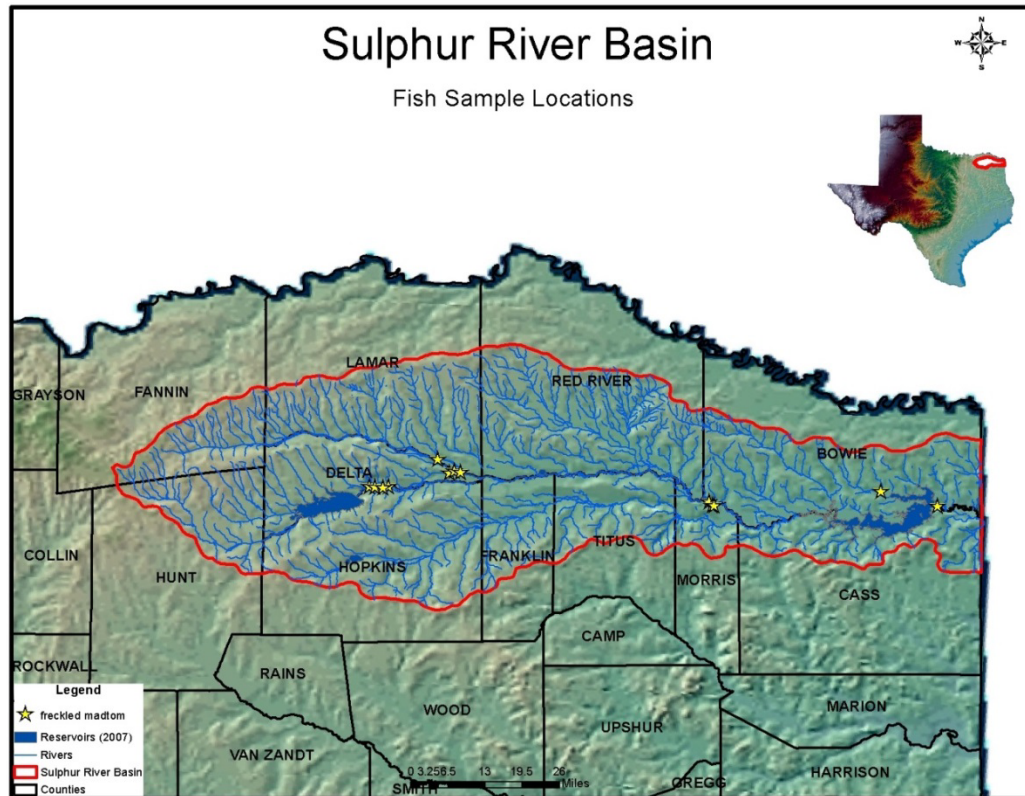 Sulphur River Basin
Fish Sample Locations
N
W E
S
LAMAR
RED RIVER
GRAYSON
FANNIN
BOWIE
DELTA
COLLIN
HUNT
HOPKINS
FRANKLIN
TITUS
MORRIS
CASS
CAMP
ROCKWALL
RAINS
WOOD
MARION
UPSHUR
VAN ZANDT
HARRISON
SMITH
GREGG
Legend
freckled madtom
Reservoirs (2007)
Rivers
Sulphur River Basin
Counties
0 3.25 6.5 13 19.5 26
Miles